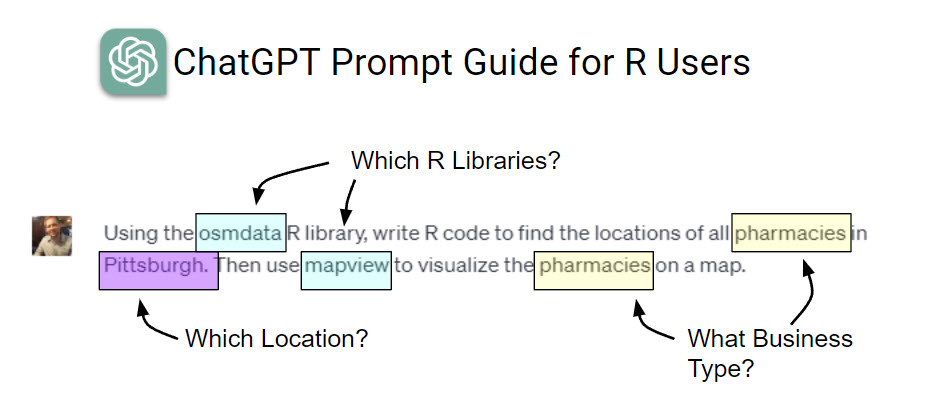 ChatGPT Prompt Guide for R Users
Which R Libraries?
Using the osmdata R library, write R code to find the locations of all pharmacies in
Pittsburgh. Then use mapview to visualize the pharmacies on a map.
Which Location?
What Business
Type?